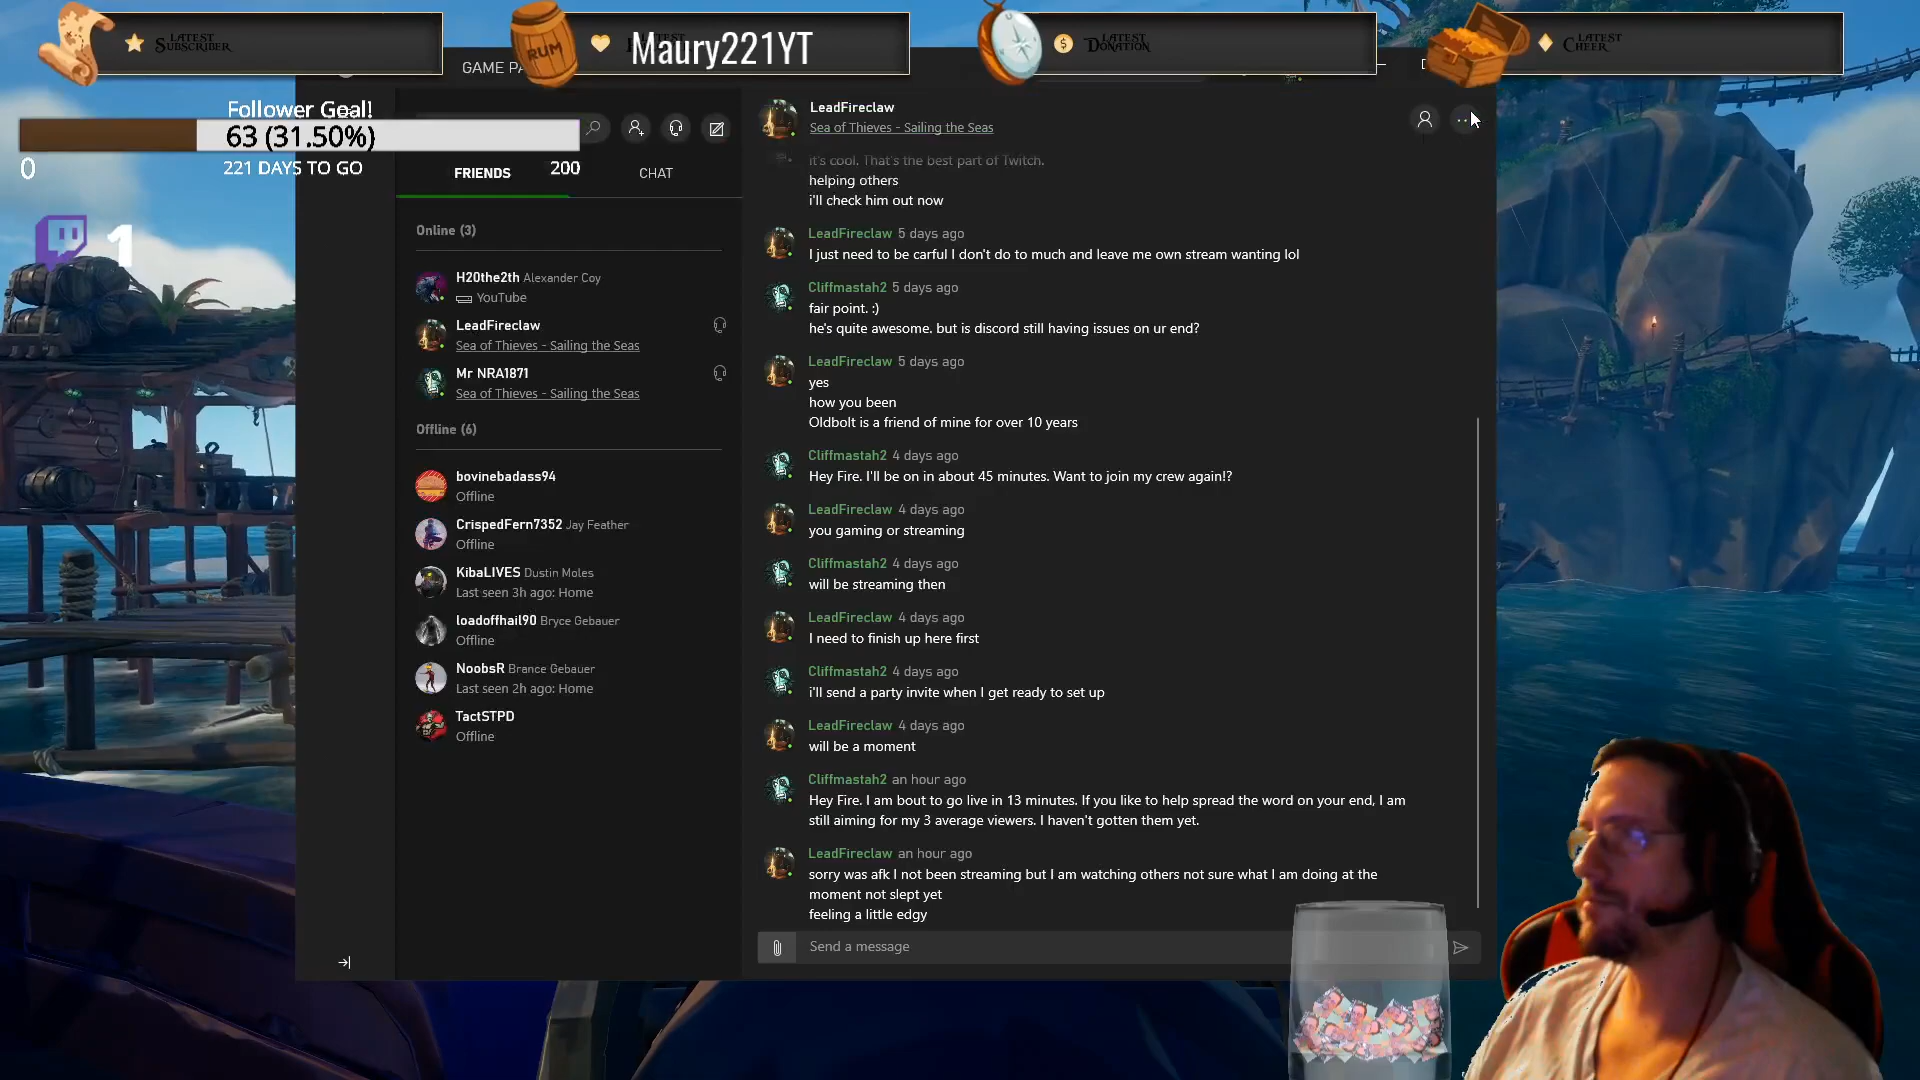 LATEST
SUBSCRIBER
Maury221YT
LATEST
DONATION
LATEST
CHEER
RUM
GAME PA
Follower Goal!
63 (31.50%)
0
221 DAYS TO GO
200
1
FRIENDS
CHAT
Online (3)
H20the2th Alexander Coy
YouTube
LeadFireclaw
Sea of Thieves - Sailing the Seas
Mr NRA1871
Sea of Thieves - Sailing the Seas
Offline (6)
bovinebadass94
Offline
CrispedFern7352 Jay Feather
Offline
KibaLIVES Dustin Moles
Last seen 3h ago: Home
loadoffhail90 Bryce Gebauer
Offline
NoobsR Brance Gebauer
Last seen 2h ago: Home
TactSTPD
Offline
LeadFireclaw
Sea of Thieves - Sailing the Seas
it's cool. That's the best part of Twitch.
helping others
i'll check him out now
LeadFireclaw 5 days ago
I just need to be carful I don't do to much and leave me own stream wanting lol
Cliffmastah2 5 days ago
fair point. :)
he's quite awesome. but is discord still having issues on ur end?
LeadFireclaw 5 days ago
yes
how you been
Oldbolt is a friend of mine for over 10 years
Cliffmastah2 4 days ago
Hey Fire. I'll be on in about 45 minutes. Want to join my crew again!?
LeadFireclaw 4 days ago
you gaming or streaming
Cliffmastah2 4 days ago
will be streaming then
LeadFireclaw 4 days ago
I need to finish up here first
Cliffmastah2 4 days ago
i'll send a party invite when I get ready to set up
LeadFireclaw 4 days ago
will be a moment
Cliffmastah2 an hour ago
Hey Fire. I am bout to go live in 13 minutes. If you like to help spread the word on your end, I am
still aiming for my 3 average viewers. I haven't gotten them yet.
LeadFireclaw an hour ago
sorry was afk I not been streaming but I am watching others not sure what I am doing at the
moment not slept yet
feeling a little edgy
Send a message